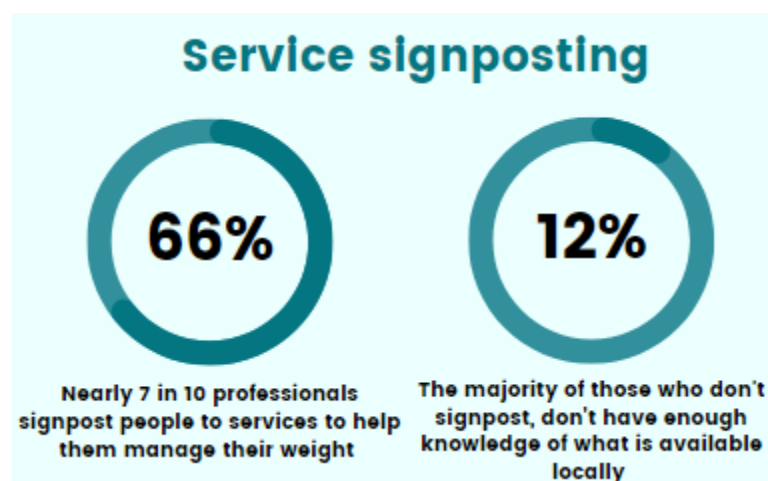 Service signposting
66%
12%
Nearly 7 in 10 professionals
signpost people to services to help
them manage their weight
The majority of those who don't
signpost, don't have enough
knowledge of what is available
locally